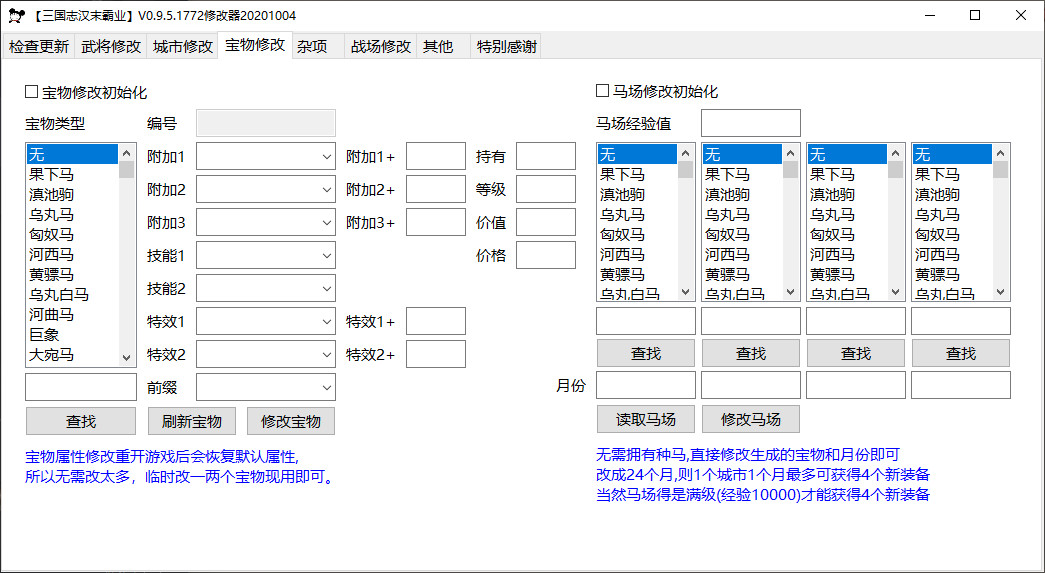 【三国志汉末霸业】V0.9.5.1772修改器20201004
检查更新 武将修改 城市修改 宝物修改 杂项 战场修改 其他 特别感谢
宝物修改初始化
宝物类型 编号
无
果下马
滇池驹
乌丸马
匈奴马
河西马
黄骠马
乌丸白马
河曲马
巨象
大宛马
查找
附加1 附加1+ 持有
附加2 附加2+ 等级
附加3 附加3+ 价值
技能1 价格
技能2
特效1 特效1+
特效2 特效2+
前缀
刷新宝物 修改宝物
宝物属性修改重开游戏后会恢复默认属性,
所以无需改太多，临时改一两个宝物现用即可。
马场修改初始化
马场经验值
无 无 无 无
果下马 果下马 果下马 果下马
滇池驹 滇池驹 滇池驹 滇池驹
乌丸马 乌丸马 乌丸马 乌丸马
匈奴马 匈奴马 匈奴马 匈奴马
河西马 河西马 河西马 河西马
黄骠马 黄骠马 黄骠马 黄骠马
乌丸白马 乌丸白马 乌丸白马 乌丸白马
查找 查找 查找 查找
月份
读取马场 修改马场
无需拥有种马,直接修改生成的宝物和月份即可
改成24个月,则1个城市1个月最多可获得4个新装备
当然马场得是满级(经验10000)才能获得4个新装备